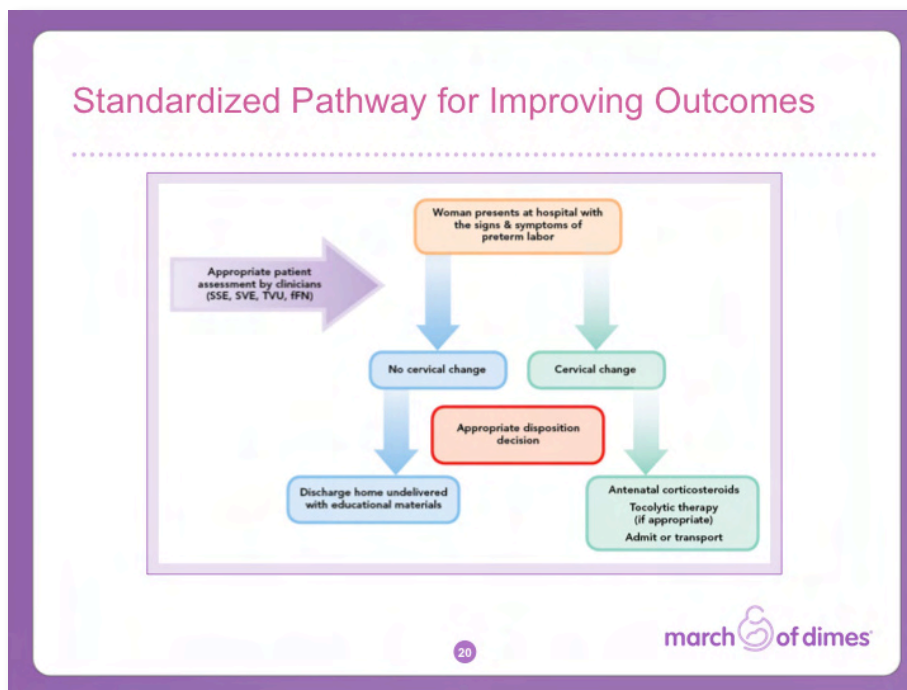 Standardized Pathway for Improving Outcomes
Woman presents at hospital with
the signs & symptoms of
preterm labor
Appropriate patient
assessment by clinicians
(SSE, SVE, TVU, fFN)
No cervical change
Cervical change
Appropriate disposition
decision
Discharge home undelivered
with educational materials
Antenatal corticosteroids
Tocolytic therapy
(if appropriate)
Admit or transport
20
march of dimes